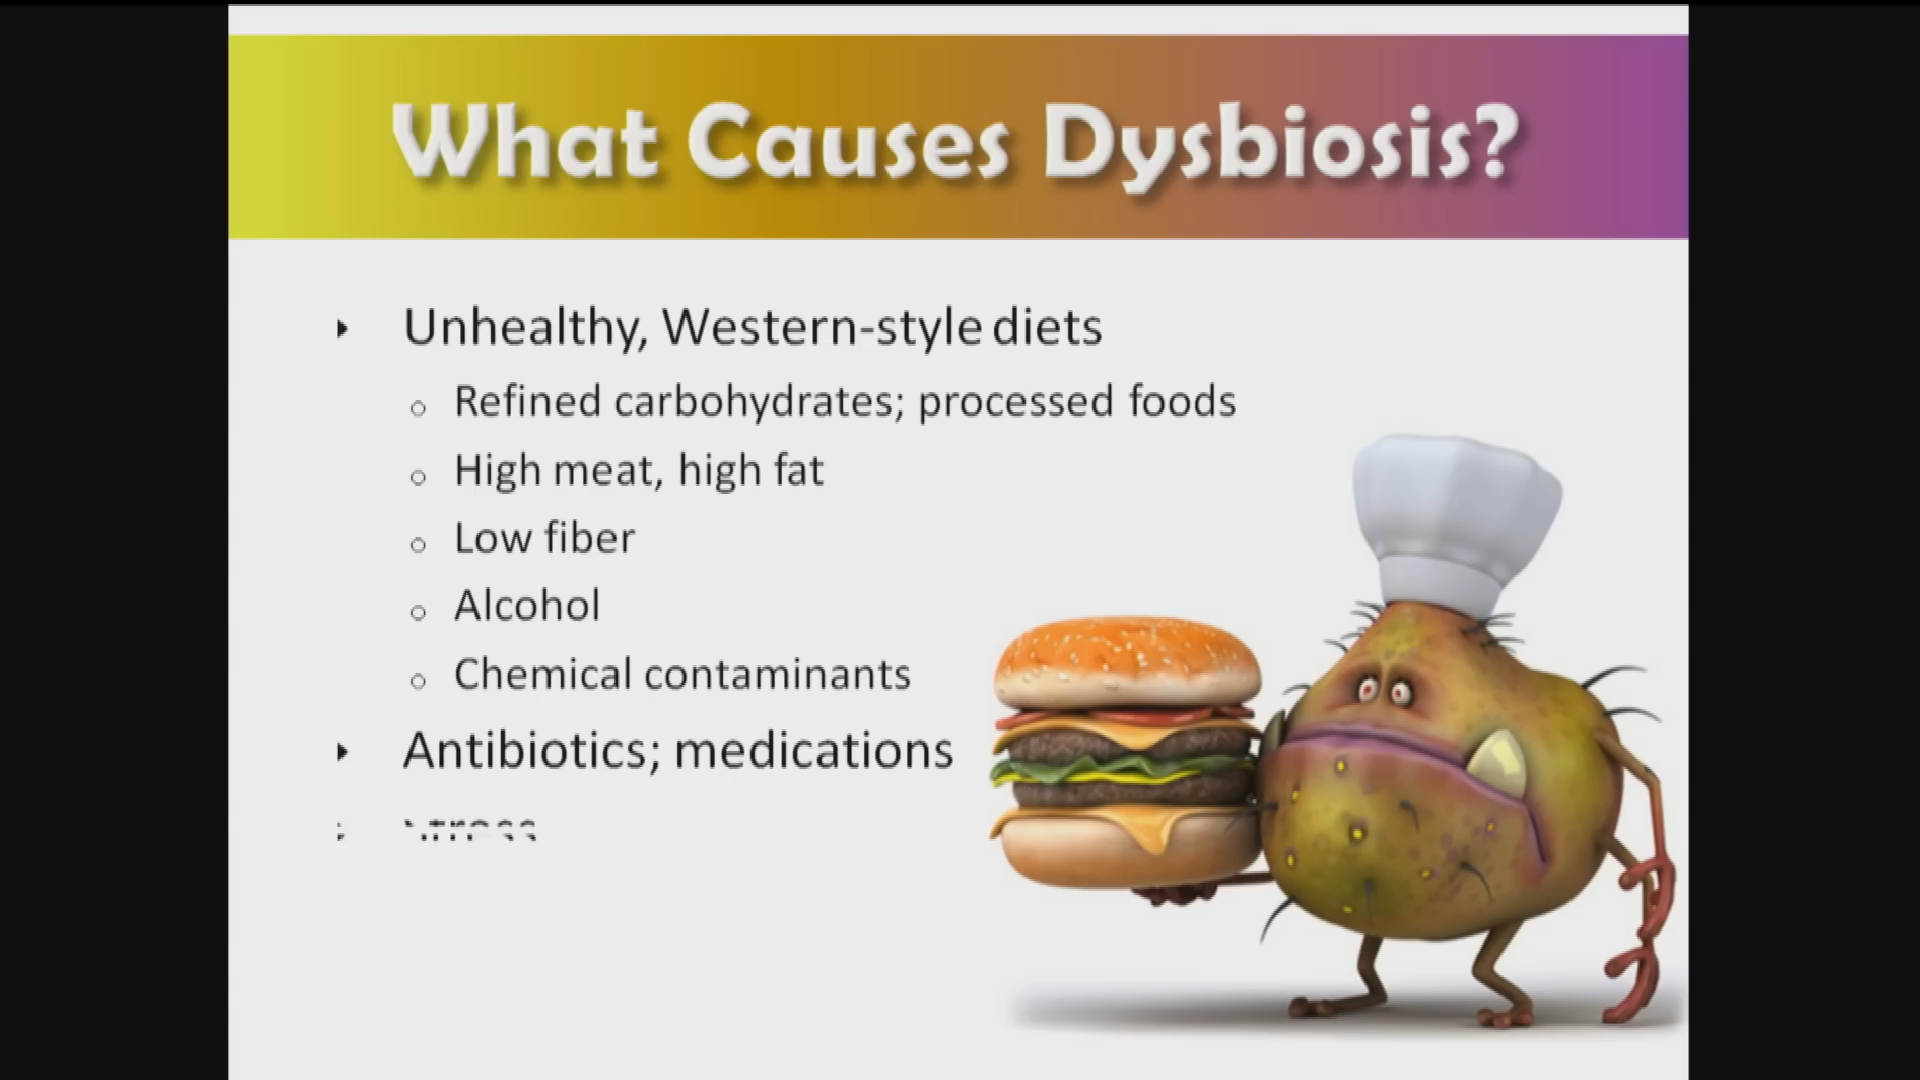 What Causes Dysbiosis?
Unhealthy, Western-style diets
Refined carbohydrates; processed foods
High meat, high fat
Low fiber
Alcohol
Chemical contaminants
Antibiotics; medications